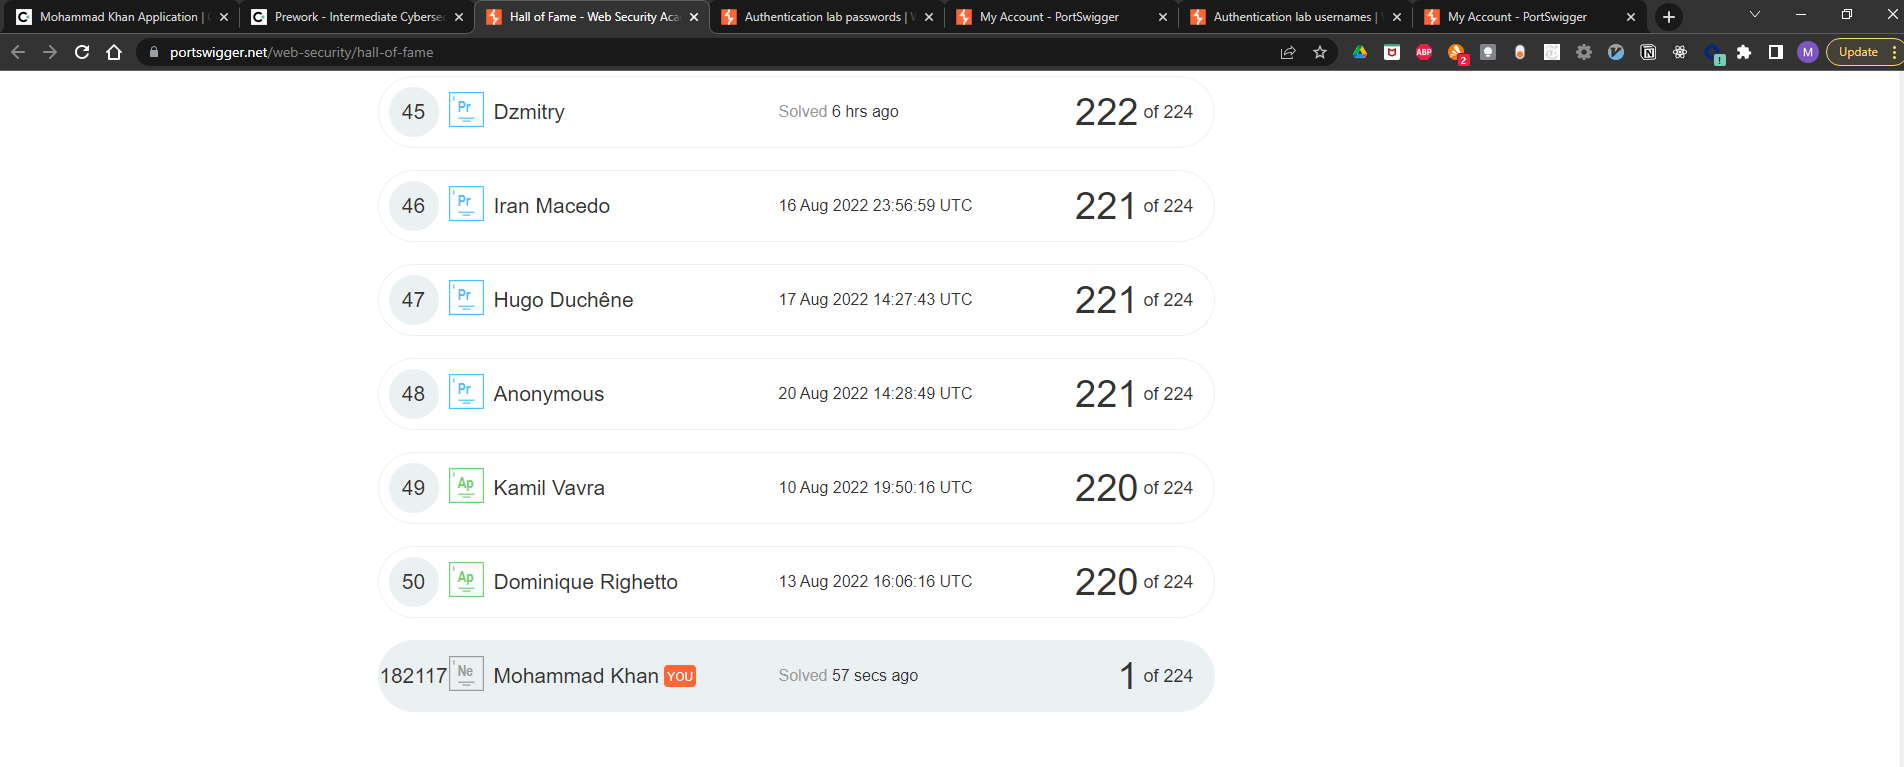 Mohammad Khan Application |
Prework - Intermediate Cybersec
Hall of Fame - Web Security Aca
Authentication lab passwords |
My Account - PortSwigger
Authentication lab usernames |
My Account - PortSwigger
portswigger.net/web-security/hall-of-fame
ABP
2
M
Update
45 Pr Dzmitry Solved 6 hrs ago 222 of 224
46 Pr Iran Macedo 16 Aug 2022 23:56:59 UTC 221 of 224
47 Pr Hugo Duchêne 17 Aug 2022 14:27:43 UTC 221 of 224
48 Pr Anonymous 20 Aug 2022 14:28:49 UTC 221 of 224
49 Ap Kamil Vavra 10 Aug 2022 19:50:16 UTC 220 of 224
50 Ap Dominique Righetto 13 Aug 2022 16:06:16 UTC 220 of 224
182117 Ne Mohammad Khan YOU Solved 57 secs ago 1 of 224